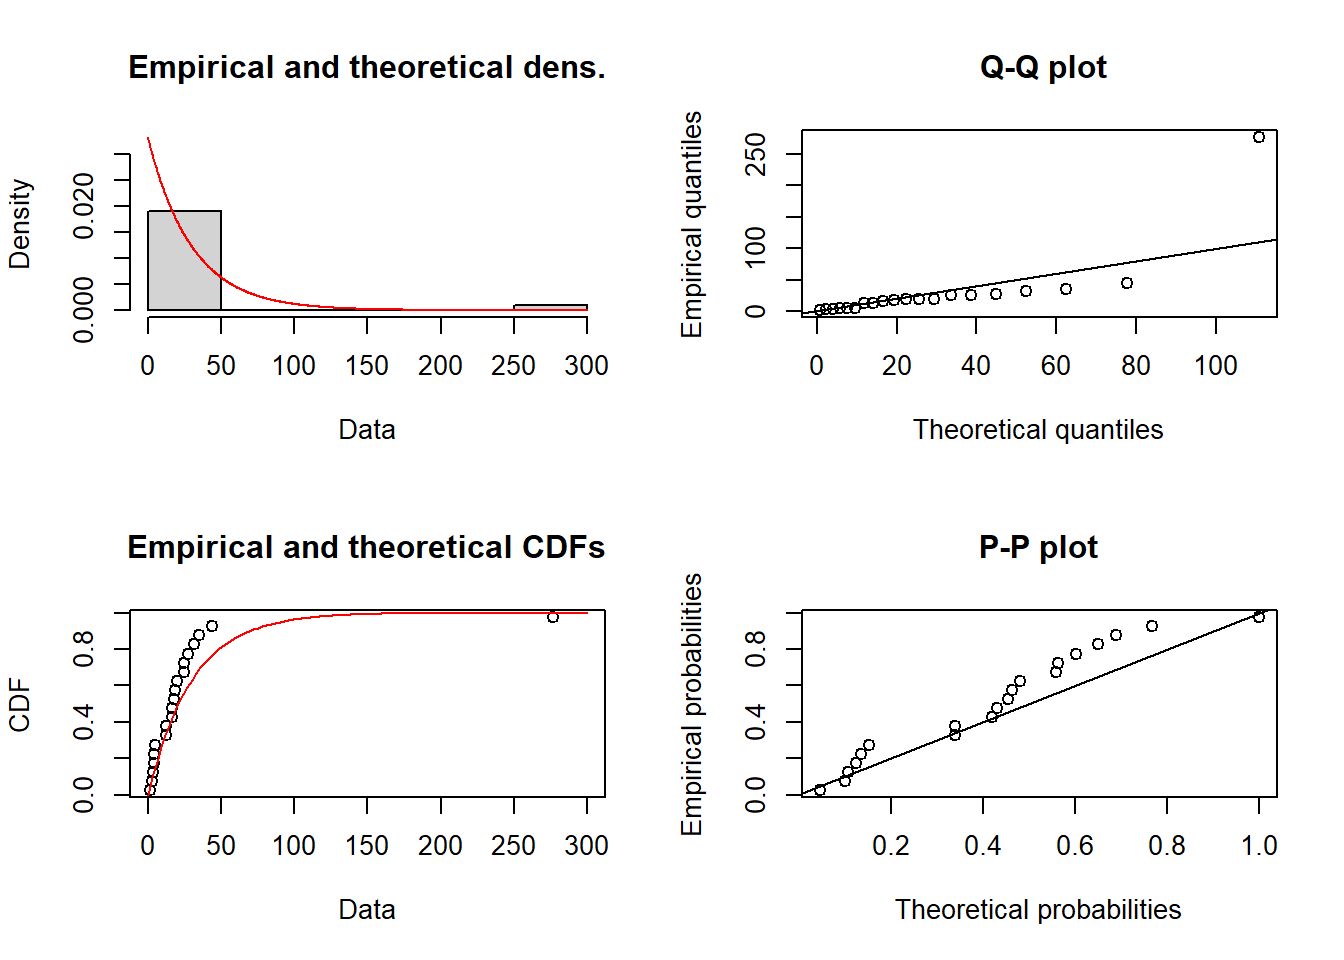 Empirical and theoretical dens.
Density
0.000 0.020
0 50 100 150 200 250 300
Data
Q-Q plot
Empirical quantiles
0 100 250
0 20 40 60 80 100
Theoretical quantiles
Empirical and theoretical CDFs
CDF
0.0 0.4 0.8
0 50 100 150 200 250 300
Data
P-P plot
Empirical probabilities
0.0 0.4 0.8
0.2 0.4 0.6 0.8 1.0
Theoretical probabilities